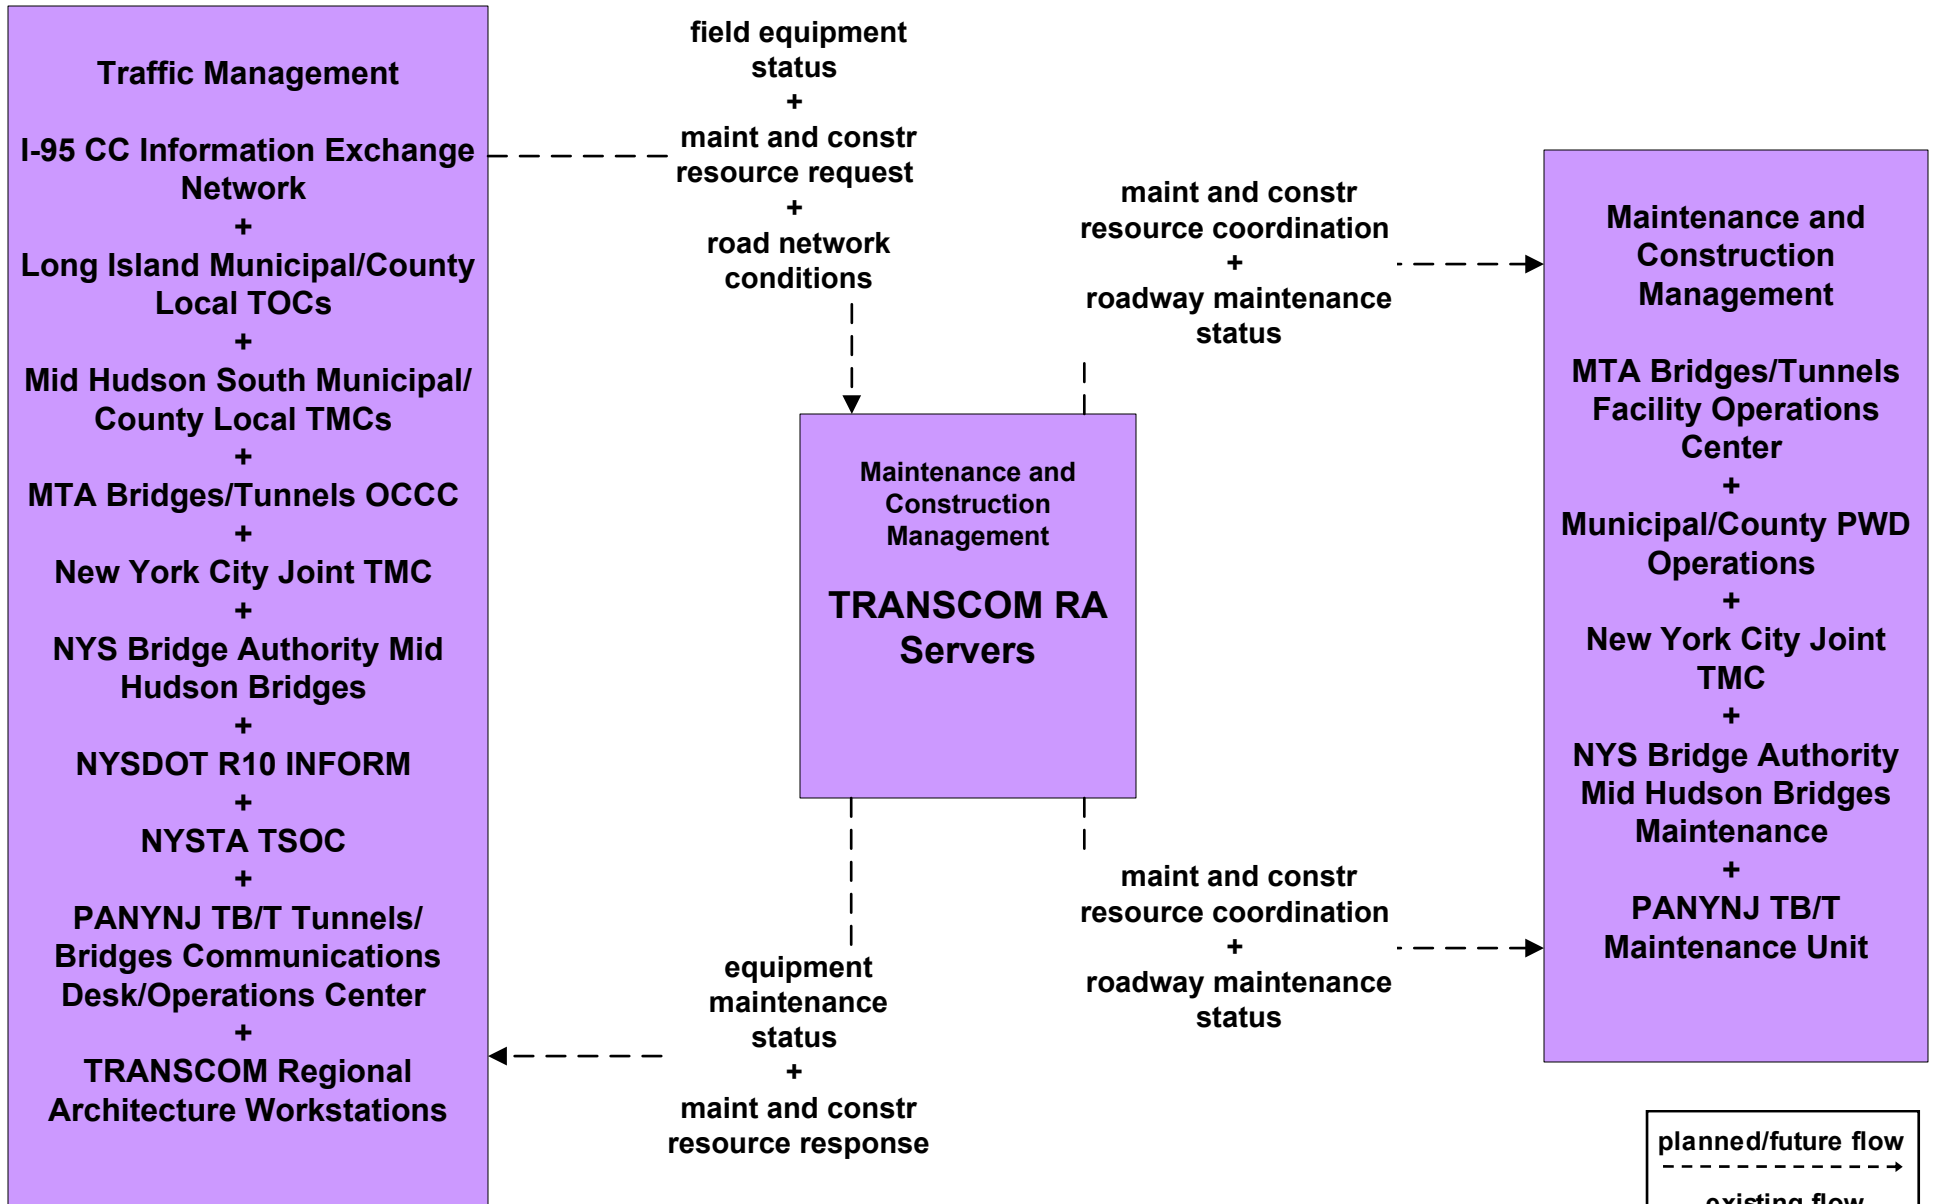 Traffic Management
I-95 CC Information Exchange
Network
+
Long Island Municipal/County
Local TOCs
+
Mid Hudson South Municipal/
County Local TMCs
+
MTA Bridges/Tunnels OCCC
+
New York City Joint TMC
+
NYS Bridge Authority Mid
Hudson Bridges
+
NYSDOT R10 INFORM
+
NYSTA TSOC
+
PANYNJ TB/T Tunnels/
Bridges Communications
Desk/Operations Center
+
TRANSCOM Regional
Architecture Workstations
field equipment
status
+
maint and constr
resource request
+
road network
conditions
Maintenance and
Construction
Management
TRANSCOM RA
Servers
equipment
maintenance
status
+
maint and constr
resource response
maint and constr
resource coordination
+
roadway maintenance
status
maint and constr
resource coordination
+
roadway maintenance
status
Maintenance and
Construction
Management
MTA Bridges/Tunnels
Facility Operations
Center
+
Municipal/County PWD
Operations
+
New York City Joint
TMC
+
NYS Bridge Authority
Mid Hudson Bridges
Maintenance
+
PANYNJ TB/T
Maintenance Unit
planned/future flow
existing flow